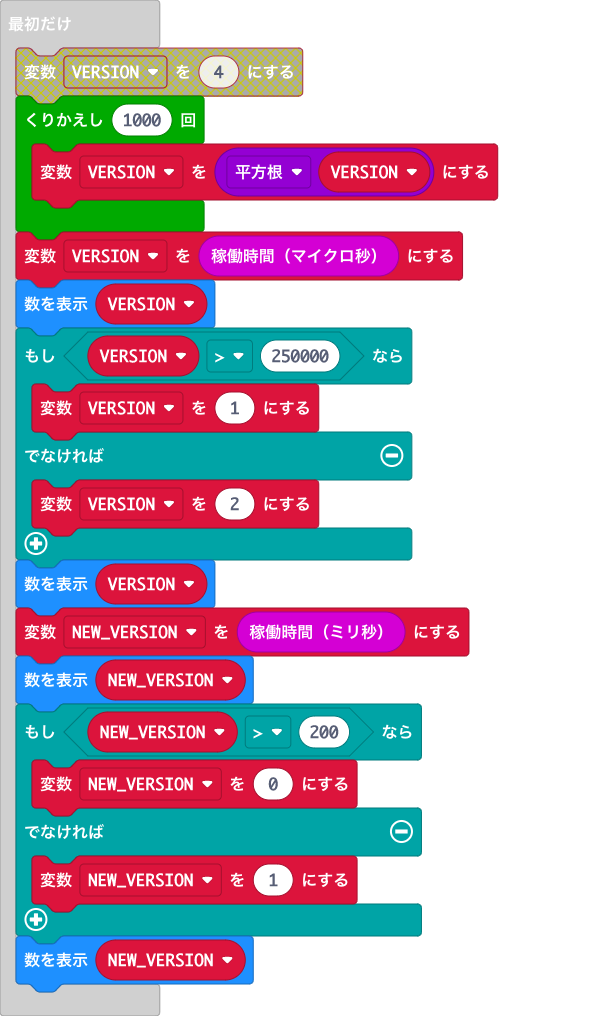 最初だけ
変数 VERSION を 4 にする
くりかえし 1000 回
変数 VERSION を 平方根 VERSION にする
変数 VERSION を 稼働時間（マイクロ秒） にする
数を表示 VERSION
もし VERSION > 250000 なら
変数 VERSION を 1 にする
でなければ
変数 VERSION を 2 にする
数を表示 VERSION
変数 NEW_VERSION を 稼働時間（ミリ秒） にする
数を表示 NEW_VERSION
もし NEW_VERSION > 200 なら
変数 NEW_VERSION を 0 にする
でなければ
変数 NEW_VERSION を 1 にする
数を表示 NEW_VERSION